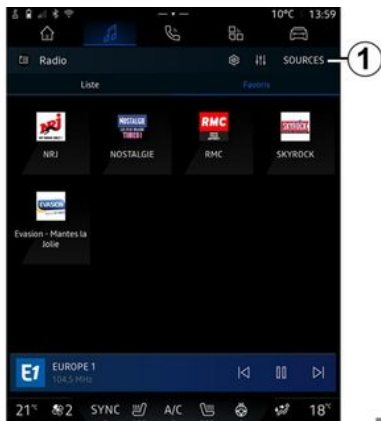 10°C 13:59
Radio SOURCES
1
Liste Favoris
NRJ
NOSTALGIE
RMC
SKYROCK
NRJ NOSTALGIE RMC SKYROCK
EVASION
Evasion - Mantes la
Jolie
E1 EUROPE 1
104,5 MHz
21°C 2 SYNC A/C 18°C